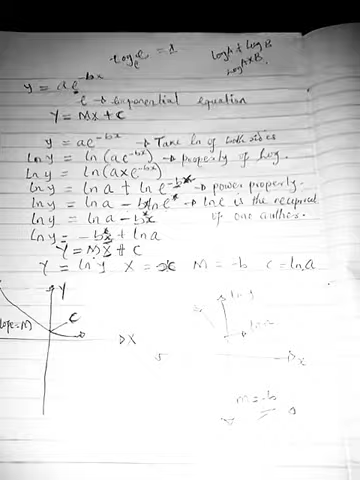 Log e e = 1
Log A + Log B
Log A × B
y = ae^-bx
e → Exponential equation
Y = MX + C
y = ae^-bx → Take ln of both sides
ln y = ln (ae^-bx) → property of Log.
ln y = ln (a x e^-bx)
ln y = ln a + ln e^-bx → power property.
ln y = ln a - bx ln e → ln e is the reciprocal of one another.
ln y = ln a - bx
ln y = -bx + ln a
Y = MX + C
Y = ln y X = x M = -b C = ln a
Y
C
slope = M
X
ln y
ln a
x
m = -b